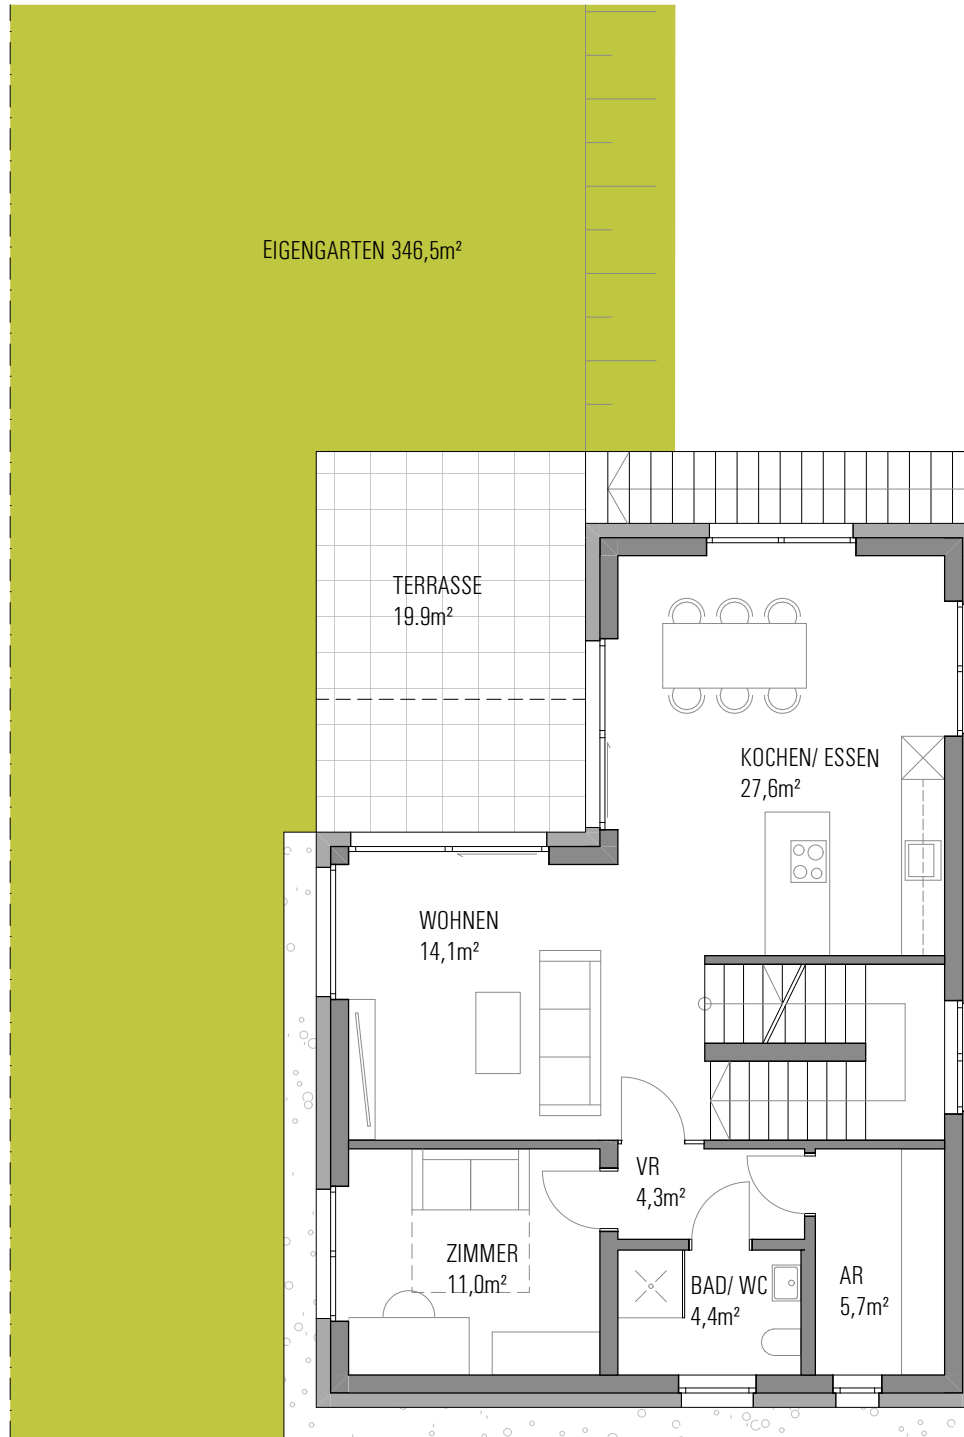 EIGENGARTEN 346,5m²
TERRASSE
19.9m²
KOCHEN/ ESSEN
27,6m²
WOHNEN
14,1m²
VR
4,3m²
ZIMMER
11,0m²
BAD/ WC
4,4m²
AR
5,7m²